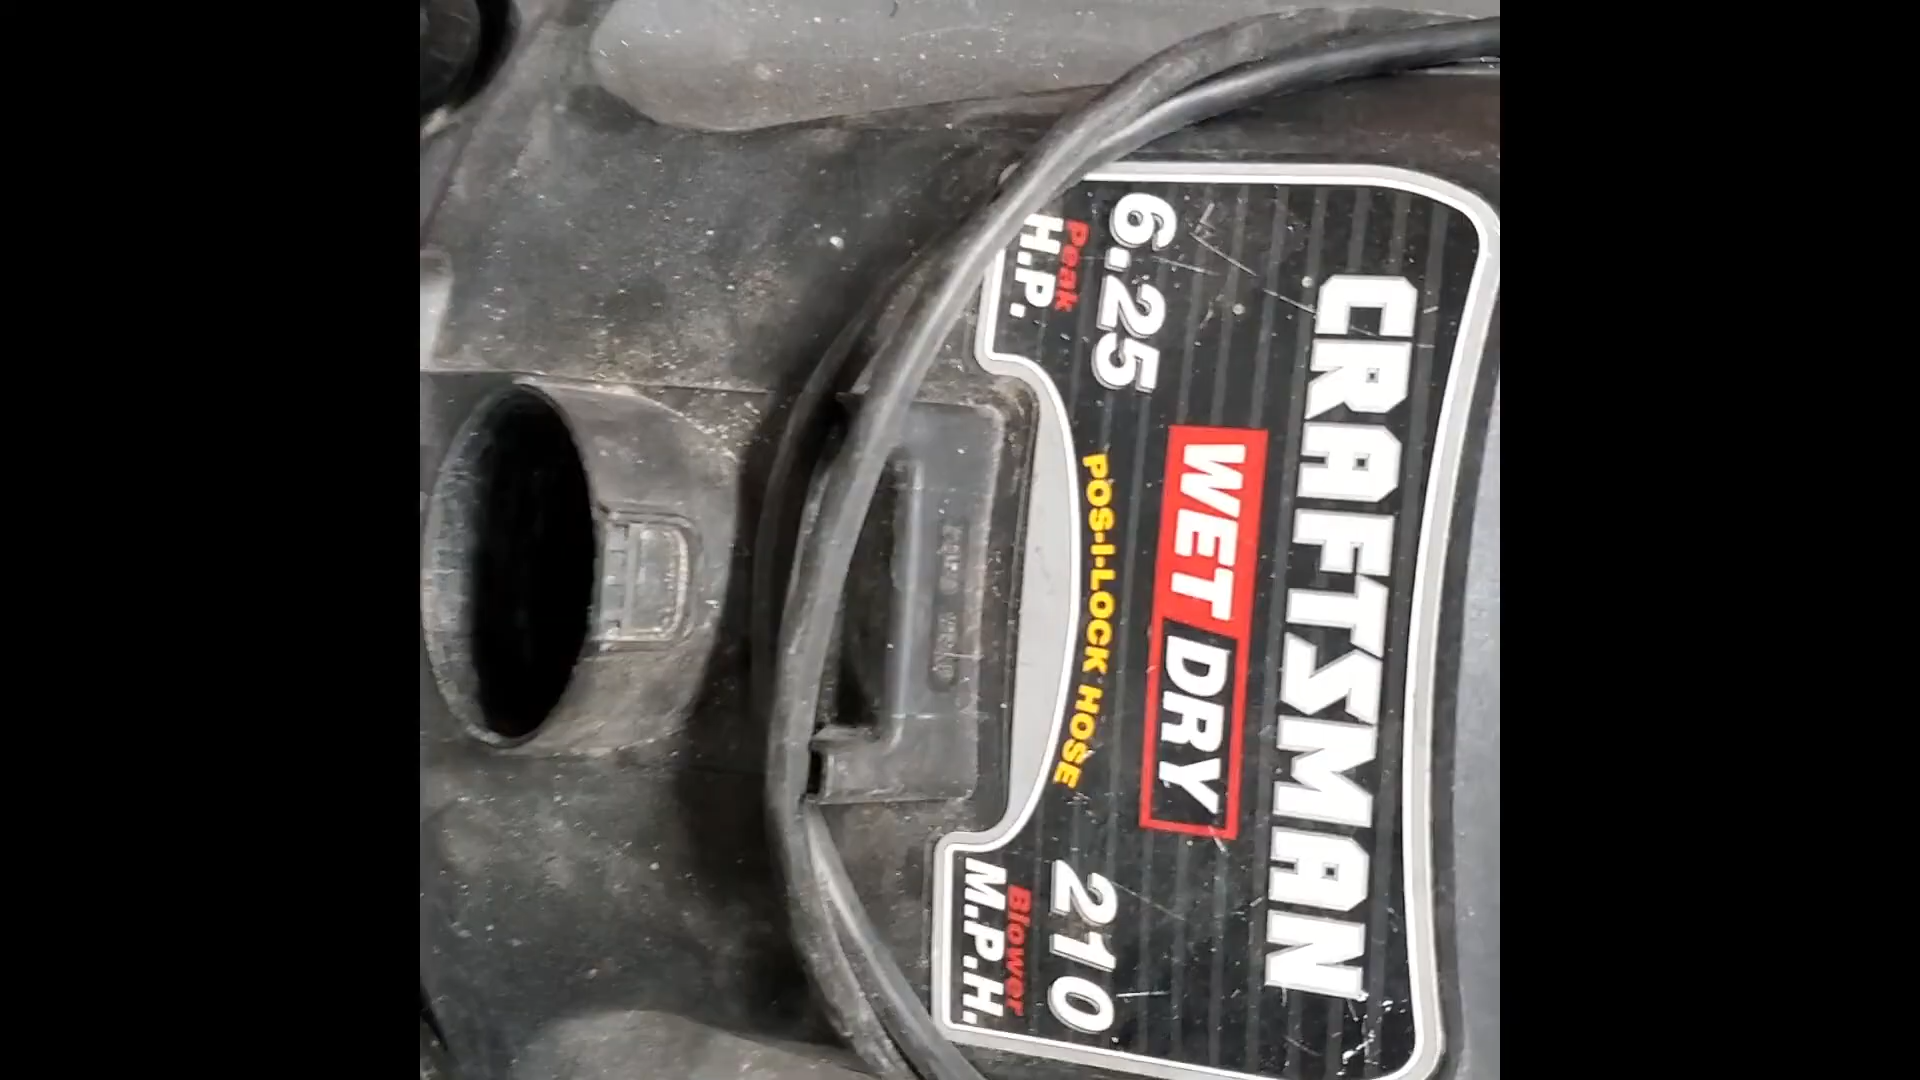 CRAFTSMAN
WET DRY
6.25
Peak
H.P.
POS-I-LOCK HOSE
210
Blower
M.P.H.